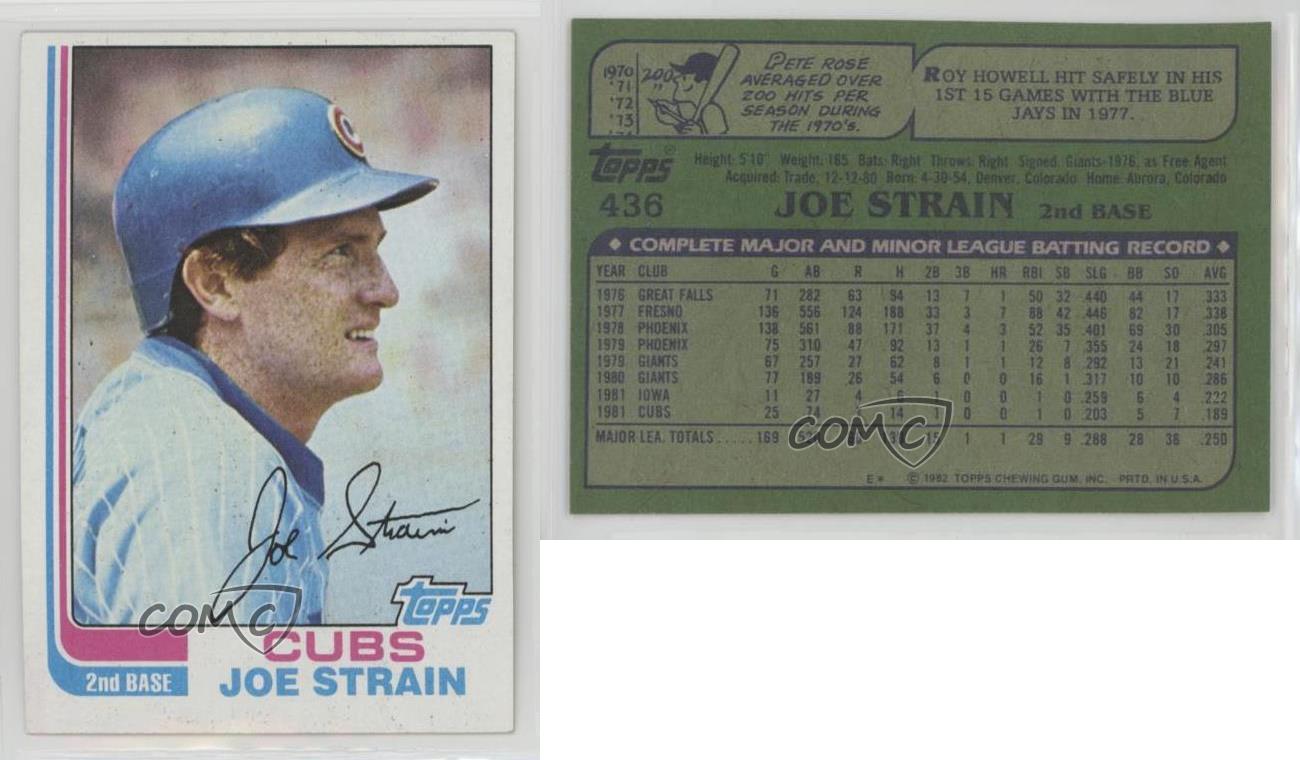 C
Joe Strain
Topps
COMC
CUBS
2nd BASE
JOE STRAIN
1970
'71
'72
'73
200
PETE ROSE
AVERAGED OVER
200 HITS PER
SEASON DURING
THE 1970'S.
ROY HOWELL HIT SAFELY IN HIS
1ST 15 GAMES WITH THE BLUE
JAYS IN 1977.
Topps®
Height: 5'10" Weight: 165 Bats: Right Throws: Right Signed: Giants-1976, as Free Agent
Acquired: Trade, 12-12-80 Born: 4-30-54, Denver, Colorado Home: Aurora, Colorado
436 JOE STRAIN 2nd BASE
◆ COMPLETE MAJOR AND MINOR LEAGUE BATTING RECORD ◆
YEAR CLUB G AB R H 2B 3B HR RBI SB SLG BB SO AVG
1976 GREAT FALLS 71 282 63 94 13 7 1 50 32 .440 44 17 .333
1977 FRESNO 136 556 124 188 33 3 7 88 42 .446 82 17 .338
1978 PHOENIX 138 561 88 171 37 4 3 52 35 .401 69 30 .305
1979 PHOENIX 75 310 47 92 13 1 1 26 7 .355 24 18 .297
1979 GIANTS 67 257 27 62 8 1 1 12 8 .292 13 21 .241
1980 GIANTS 77 189 26 54 6 0 0 16 1 .317 10 10 .286
1981 IOWA 11 27 4 6 1 0 0 1 0 .259 6 4 .222
1981 CUBS 25 74 14 1 0 0 1 0 .203 5 7 .189
MAJOR LEA. TOTALS..... 169 15 1 1 29 9 .288 28 38 .250
COMC
E* © 1982 TOPPS CHEWING GUM, INC. PRTD. IN U.S.A.